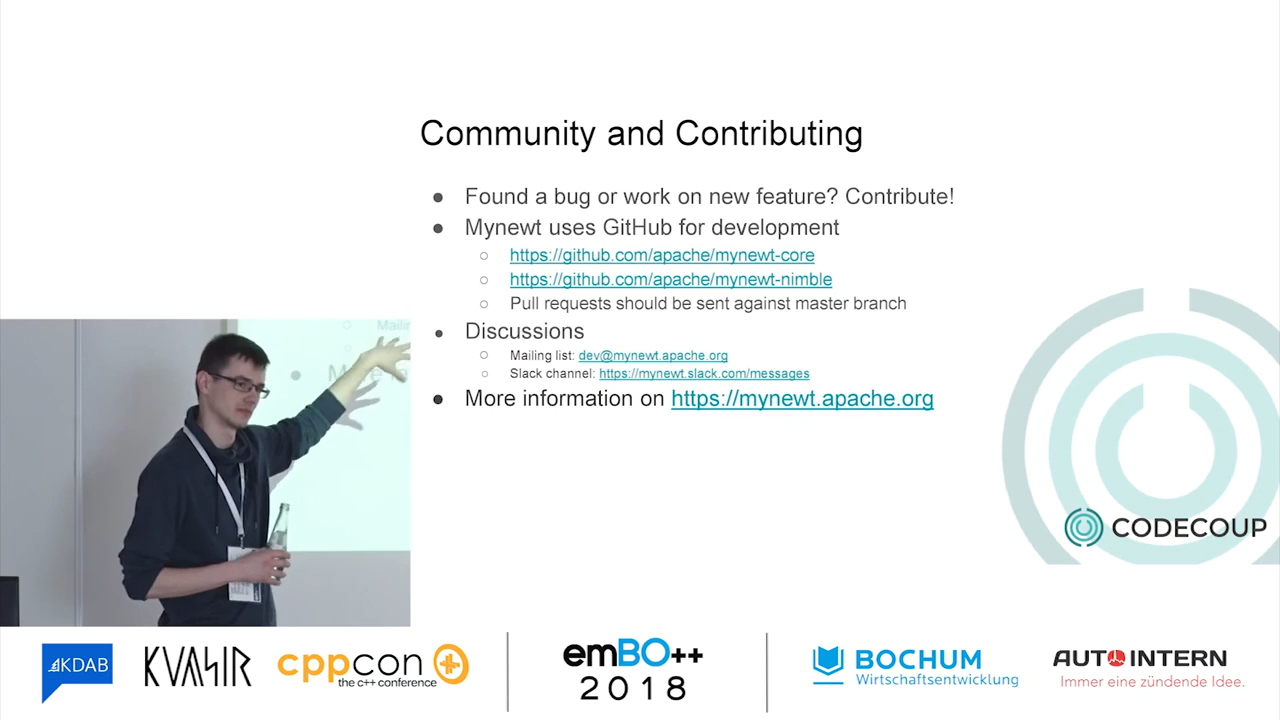 Community and Contributing
● Found a bug or work on new feature? Contribute!
● Mynewt uses GitHub for development
○ https://github.com/apache/mynewt-core
○ https://github.com/apache/mynewt-nimble
○ Pull requests should be sent against master branch
● Discussions
○ Mailing list: dev@mynewt.apache.org
○ Slack channel: https://mynewt.slack.com/messages
● More information on https://mynewt.apache.org
CODECOUP
KDAB
KVASIR
cppcon
the c++ conference
emBO++
2018
BOCHUM
Wirtschaftsentwicklung
AUTOINTERN
Immer eine zündende Idee.